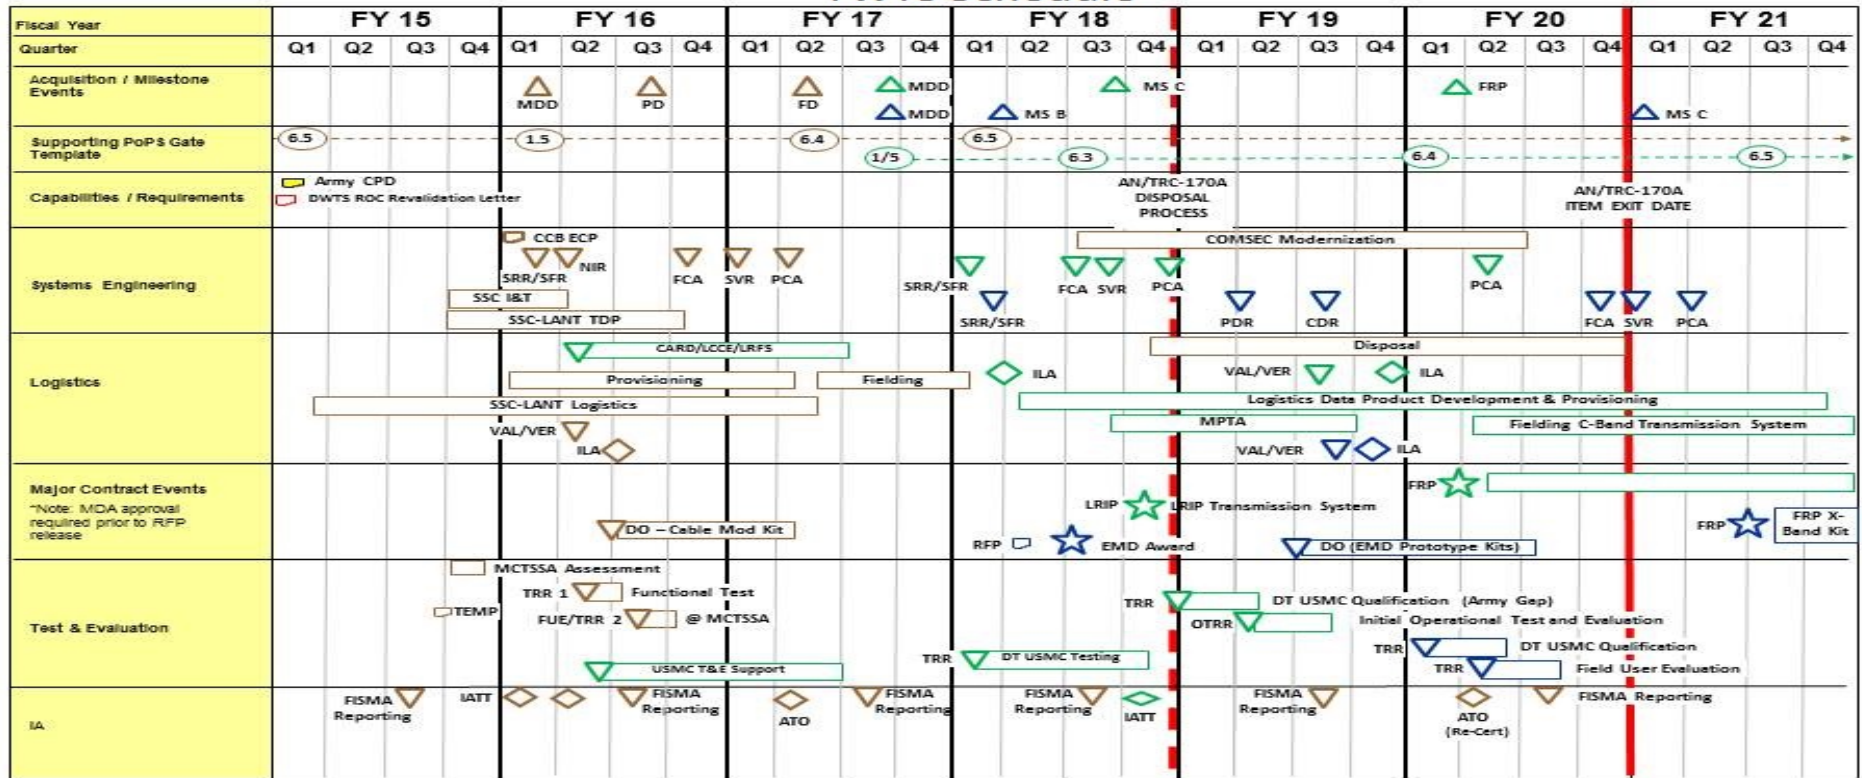 Fiscal Year FY 15 FY 16 FY 17 FY 18 FY 19 FY 20 FY 21
Quarter Q1 Q2 Q3 Q4 Q1 Q2 Q3 Q4 Q1 Q2 Q3 Q4 Q1 Q2 Q3 Q4 Q1 Q2 Q3 Q4 Q1 Q2 Q3 Q4 Q1 Q2 Q3 Q4
Acquisition / Milestone
Events
MDD PD FD MDD MS C FRP
MDD MS B MS C
Supporting PoPS Gate
Template
6.5 1.5 6.4 6.5
1/5 6.3 6.4 6.5
Capabilities / Requirements
Army CPD
DWTS ROC Revalidation Letter
AN/TRC-170A
DISPOSAL
PROCESS
AN/TRC-170A
ITEM EXIT DATE
Systems Engineering
CCB ECP
COMSEC Modernization
SRR/SFR NIR FCA SVR PCA SRR/SFR FCA SVR PCA PCA
SSC I&T
SSC-LANT TDP
SRR/SFR PDR CDR FCA SVR PCA
Logistics
CARD/LCCE/LRFS Disposal
Provisioning Fielding ILA VAL/VER ILA
SSC-LANT Logistics Logistics Data Product Development & Provisioning
VAL/VER MPTA Fielding C-Band Transmission System
ILA VAL/VER ILA
Major Contract Events
*Note: MDA approval
required prior to RFP
release
FRP
LRIP LRIP Transmission System
DO – Cable Mod Kit
RFP EMD Award DO (EMD Prototype Kits)
FRP FRP X-
Band Kit
Test & Evaluation
MCTSSA Assessment
TRR 1 Functional Test
TEMP FUE/TRR 2 @ MCTSSA
TRR DT USMC Qualification (Army Gap)
OTRR Initial Operational Test and Evaluation
USMC T&E Support TRR DT USMC Testing
TRR DT USMC Qualification
TRR Field User Evaluation
IA
FISMA
Reporting
IATT
FISMA
Reporting
ATO
FISMA
Reporting
FISMA
Reporting
IATT
FISMA
Reporting
ATO
(Re-Cert)
FISMA Reporting